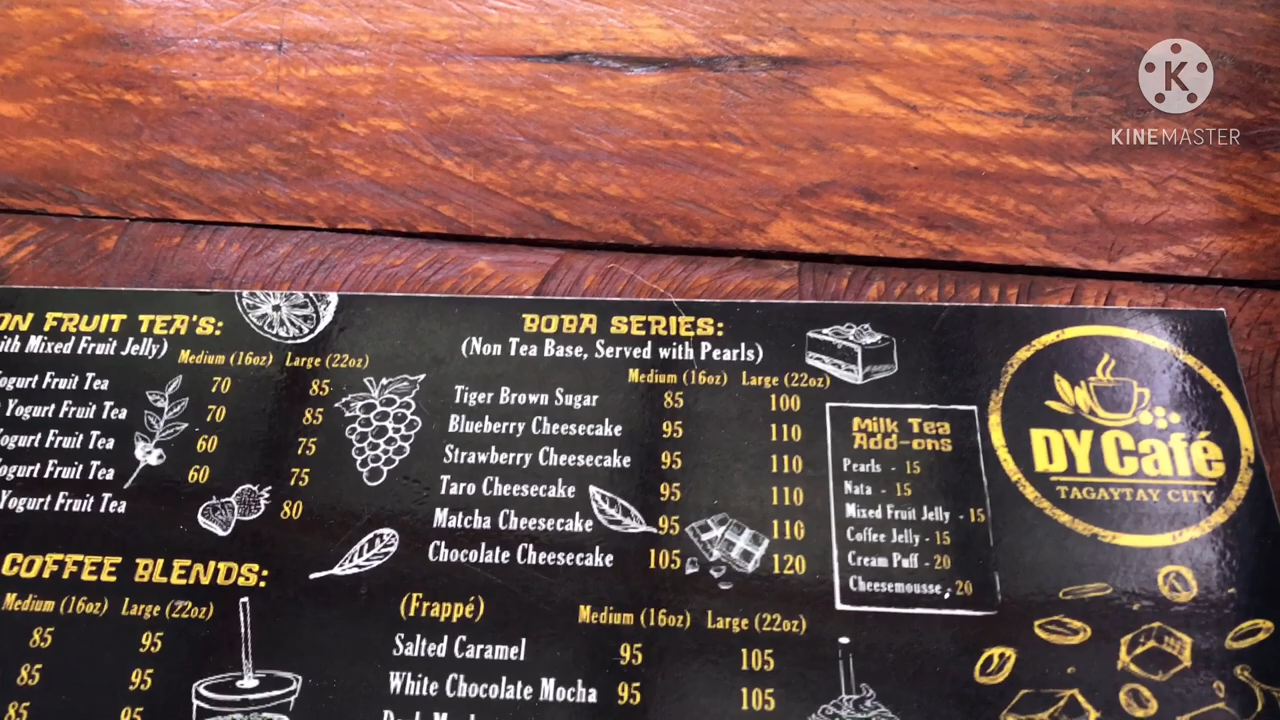 KINEMASTER
ON FRUIT TEA'S:
ith Mixed Fruit Jelly)
Medium (16oz) Large (22oz)
ogurt Fruit Tea 70 85
Yogurt Fruit Tea 70 85
ogurt Fruit Tea 60 75
ogurt Fruit Tea 60 75
Yogurt Fruit Tea 80
COFFEE BLENDS:
Medium (16oz) Large (22oz)
85 95
85 95
85 95
BOBA SERIES:
(Non Tea Base, Served with Pearls)
Medium (16oz) Large (22oz)
Tiger Brown Sugar 85 100
Blueberry Cheesecake 95 110
Strawberry Cheesecake 95 110
Taro Cheesecake 95 110
Matcha Cheesecake 95 110
Chocolate Cheesecake 105 120
(Frappé) Medium (16oz) Large (22oz)
Salted Caramel 95 105
White Chocolate Mocha 95 105
Milk Tea
Add-ons
Pearls - 15
Nata - 15
Mixed Fruit Jelly - 15
Coffee Jelly - 15
Cream Puff - 20
Cheesemousse - 20
DY Café
TAGAYTAY CITY